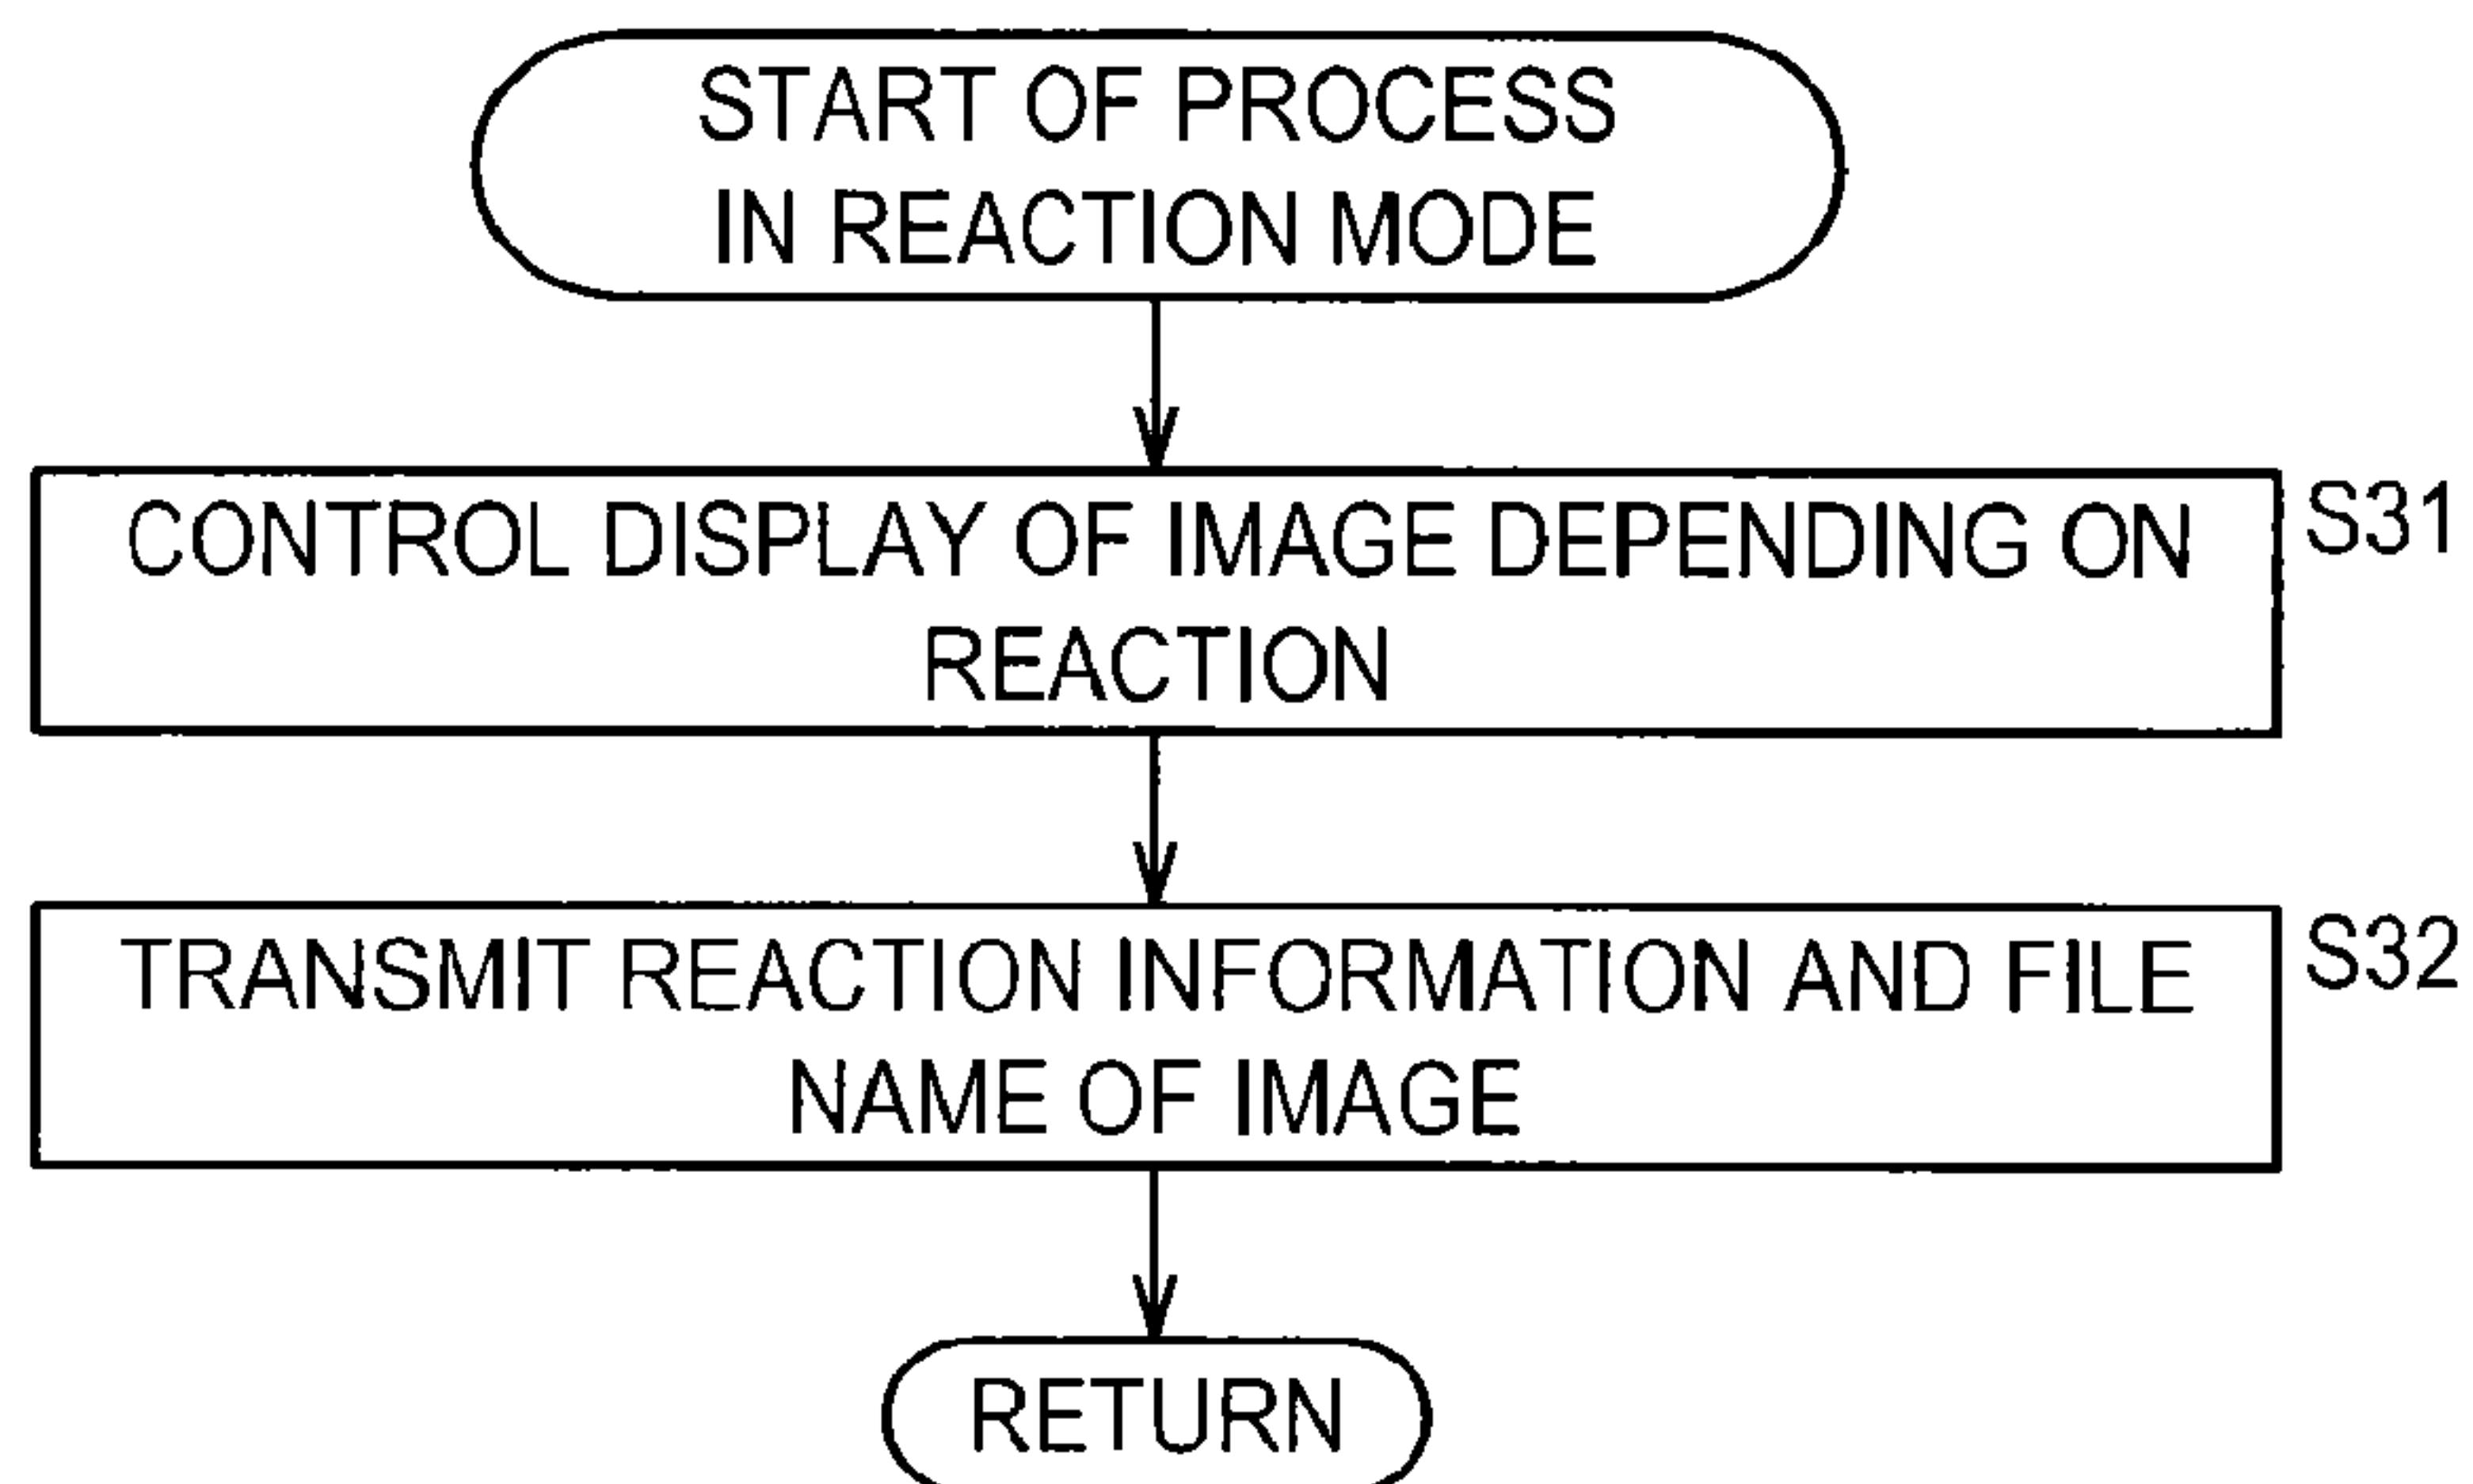 START OF PROCESS
IN REACTION MODE
CONTROL DISPLAY OF IMAGE DEPENDING ON
REACTION
S31
TRANSMIT REACTION INFORMATION AND FILE
NAME OF IMAGE
S32
RETURN